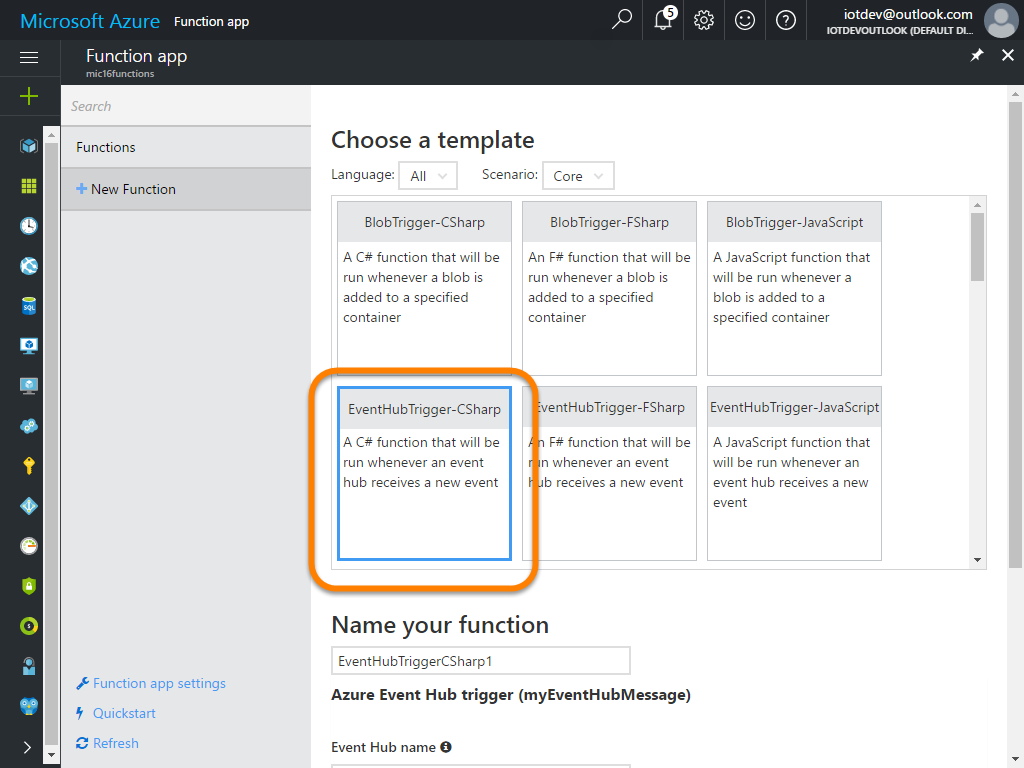 Microsoft Azure Function app
5
iotdev@outlook.com
IOTDEVOUTLOOK (DEFAULT DI...
Function app
mic16functions
Search
Functions
New Function
SQL
Function app settings
Quickstart
Refresh
Choose a template
Language: All Scenario: Core
BlobTrigger-CSharp
A C# function that will be
run whenever a blob is
added to a specified
container
BlobTrigger-FSharp
An F# function that will be
run whenever a blob is
added to a specified
container
BlobTrigger-JavaScript
A JavaScript function that
will be run whenever a
blob is added to a
specified container
EventHubTrigger-CSharp
A C# function that will be
run whenever an event
hub receives a new event
EventHubTrigger-FSharp
An F# function that will be
run whenever an event
hub receives a new event
EventHubTrigger-JavaScript
A JavaScript function that
will be run whenever an
event hub receives a new
event
Name your function
EventHubTriggerCSharp1
Azure Event Hub trigger (myEventHubMessage)
Event Hub name